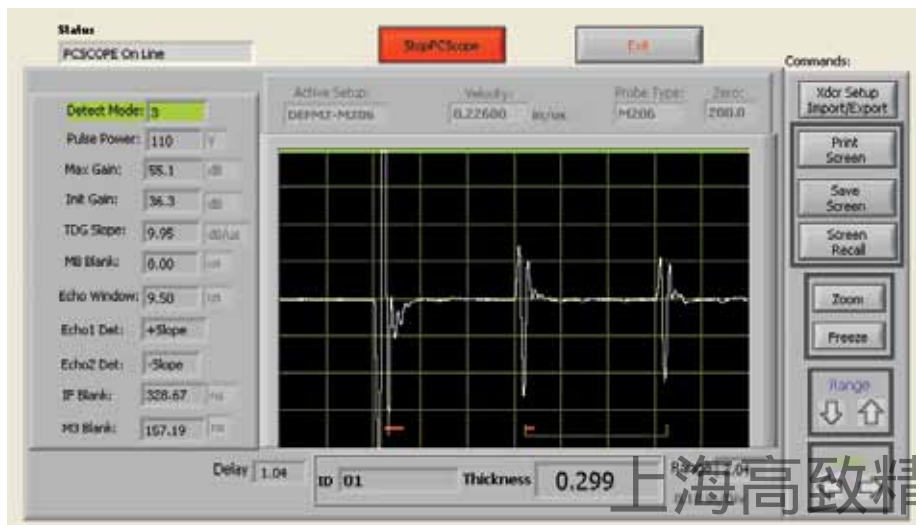 Status
PCSCOPE On Line
StopPCScope
Exit
Commands:
Active Setup:
Velocity:
Probe Type:
Zero:
DEFM3-M206
0.22600
in/us
M206
200.0
Detect Mode: 3
Pulse Power: 110 V
Max Gain: 55.1 dB
Init Gain: 36.3 dB
TDG Slope: 9.95 dB/us
MB Blank: 0.00 us
Echo Window: 9.50 us
Echo1 Det: +Slope
Echo2 Det: -Slope
IF Blank: 328.67 ns
M3 Blank: 157.19 ns
Xdcr Setup
Import/Export
Print
Screen
Save
Screen
Screen
Recall
Zoom
Freeze
Range
Delay 1.04
ID 01
Thickness 0.299
上海高致精